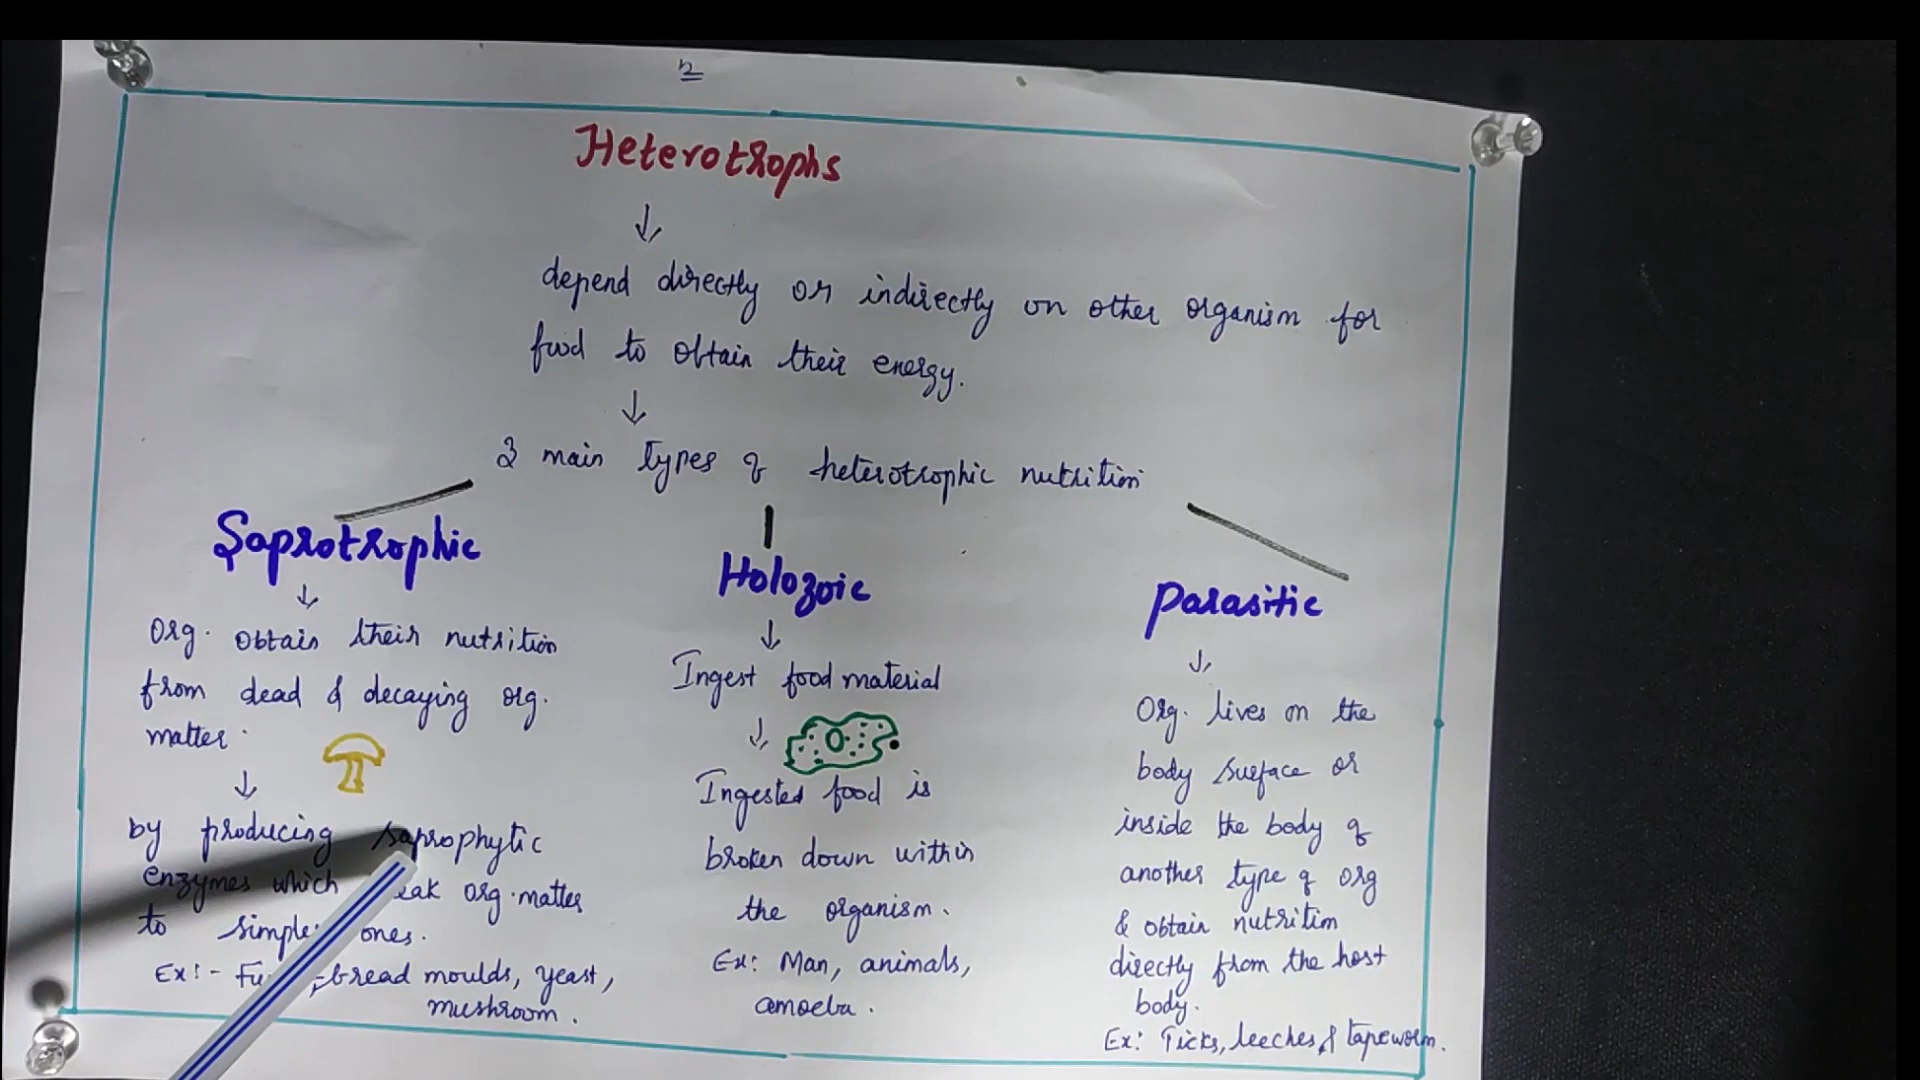 2
Heterotrophs
↓
depend directly or indirectly on other organism for
food to obtain their energy.
↓
3 main types of heterotrophic nutrition
Saprotrophic
↓
Org. obtain their nutrition
from dead & decaying org.
matter.
↓
by producing saprophytic
enzymes which org. matter
to ones.
Ex:- bread moulds, yeast,
mushroom.
Holozoic
↓
Ingest food material
↓
Ingested food is
broken down within
the organism.
Ex: Man, animals,
amoeba.
Parasitic
↓
Org. lives on the
body surface or
inside the body of
another type of org
& obtain nutrition
directly from the host
body.
Ex: Ticks, leeches, & tapeworm.